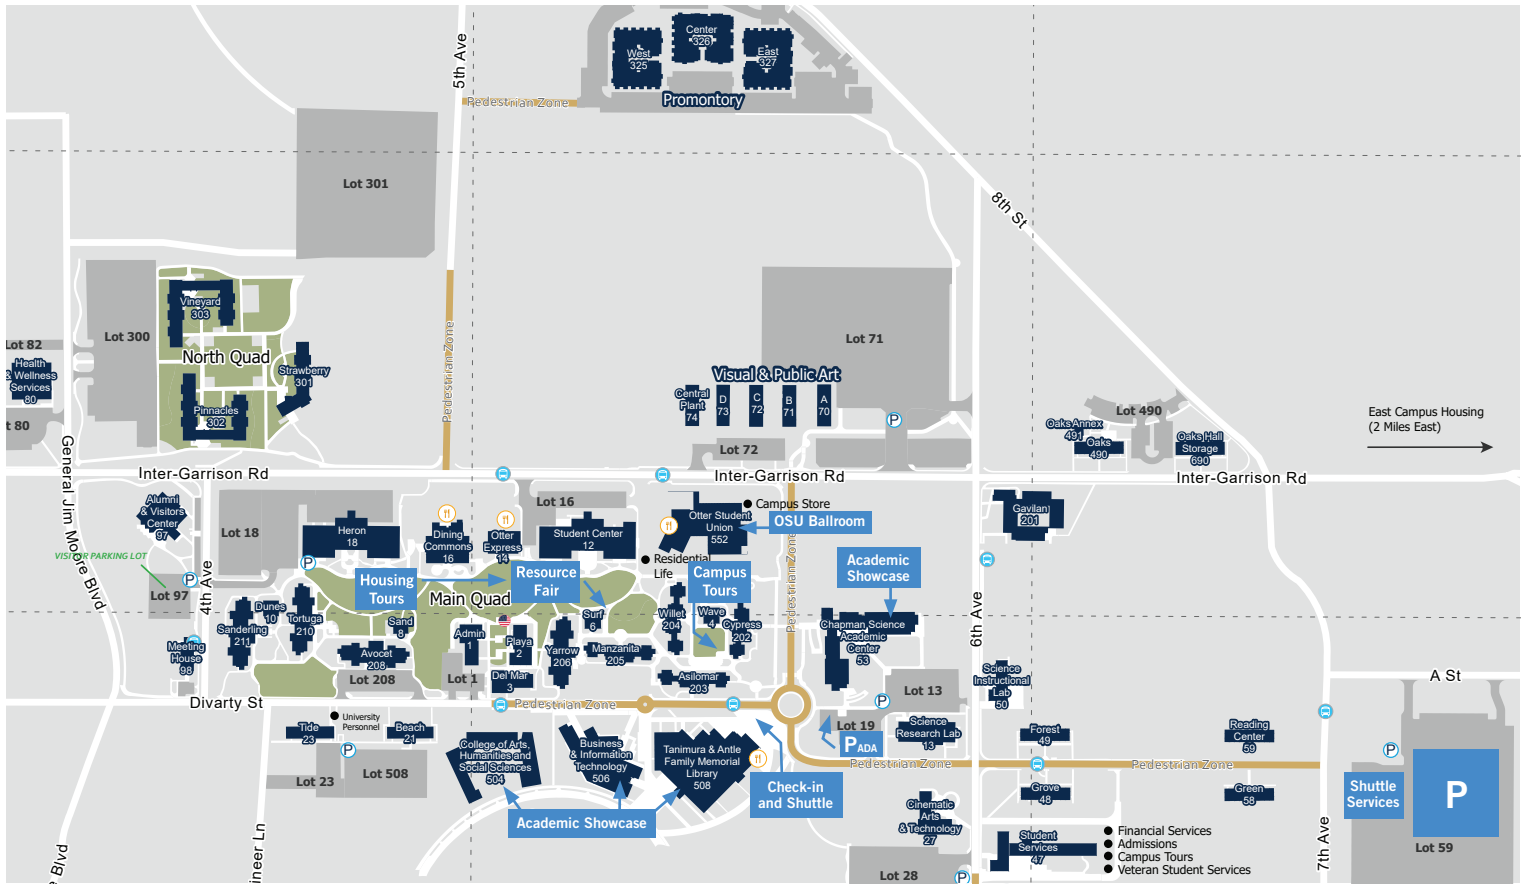 West
325
Center
326
East
327
Promontory
5th Ave
Pedestrian Zone
Lot 301
8th St
Vineyard
303
North Quad
Strawberry
301
Pinnacles
302
Lot 300
Lot 82
Health
& Wellness
Services
80
t 80
General Jim Moore Blvd
Pedestrian Zone
Lot 71
Visual & Public Art
Central
Plant
74
D
73
C
72
B
71
A
70
P
Lot 72
Lot 490
Oaks Annex
491
Oaks
490
Oaks Hall
Storage
690
East Campus Housing
(2 Miles East)
Inter-Garrison Rd
Inter-Garrison Rd
Inter-Garrison Rd
Alumni
& Visitors
Center
97
VISITOR PARKING LOT
Lot 97
P
4th Ave
Lot 18
Heron
18
P
Dining
Commons
16
Otter
Express
14
Lot 16
Student Center
12
Otter Student
Union
552
Campus Store
OSU Ballroom
Residential
Life
Housing
Tours
Resource
Fair
Campus
Tours
Academic
Showcase
Main Quad
Pedestrian Zone
Gavilan
201
6th Ave
Meeting
House
98
Sanderling
211
Dunes
10
Tortuga
210
Sand
8
Avocet
208
Lot 208
Admin
1
Lot 1
Playa
2
Del Mar
3
Yarrow
206
Surf
6
Manzanita
205
Willet
204
Wave
4
Cypress
202
Asilomar
203
Chapman Science
Academic
Center
53
Science
Instructional
Lab
50
Lot 13
P
Lot 19
PADA
Science
Research Lab
13
Divarty St
Pedestrian Zone
A St
University
Personnel
Tide
23
Beach
21
P
Lot 23
Lot 508
College of Arts,
Humanities and
Social Sciences
504
Business
& Information
Technology
506
Tanimura & Antle
Family Memorial
Library
508
Academic Showcase
Check-in
and Shuttle
Pedestrian Zone
Pedestrian Zone
Forest
49
Grove
48
Reading
Center
59
Green
58
P
Shuttle
Services
P
Lot 59
7th Ave
Cinematic
Arts
& Technology
27
Student
Services
47
Financial Services
Admissions
Campus Tours
Veteran Student Services
Lot 28
P
e Blvd
ineer Ln